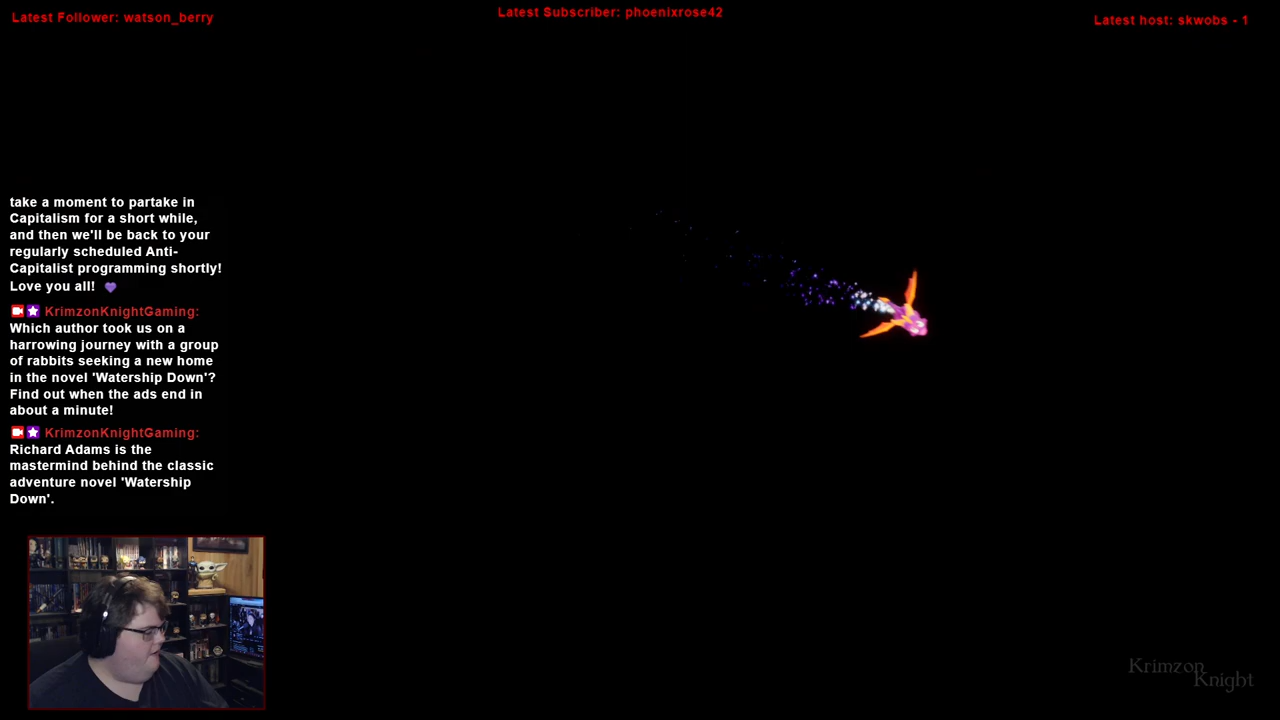 Latest Follower: watson_berry
Latest Subscriber: phoenixrose42
Latest host: skwobs - 1
take a moment to partake in
Capitalism for a short while,
and then we'll be back to your
regularly scheduled Anti-
Capitalist programming shortly!
Love you all! 💜
KrimzonKnightGaming:
Which author took us on a
harrowing journey with a group
of rabbits seeking a new home
in the novel 'Watership Down'?
Find out when the ads end in
about a minute!
KrimzonKnightGaming:
Richard Adams is the
mastermind behind the classic
adventure novel 'Watership
Down'.
Krimzon
Knight